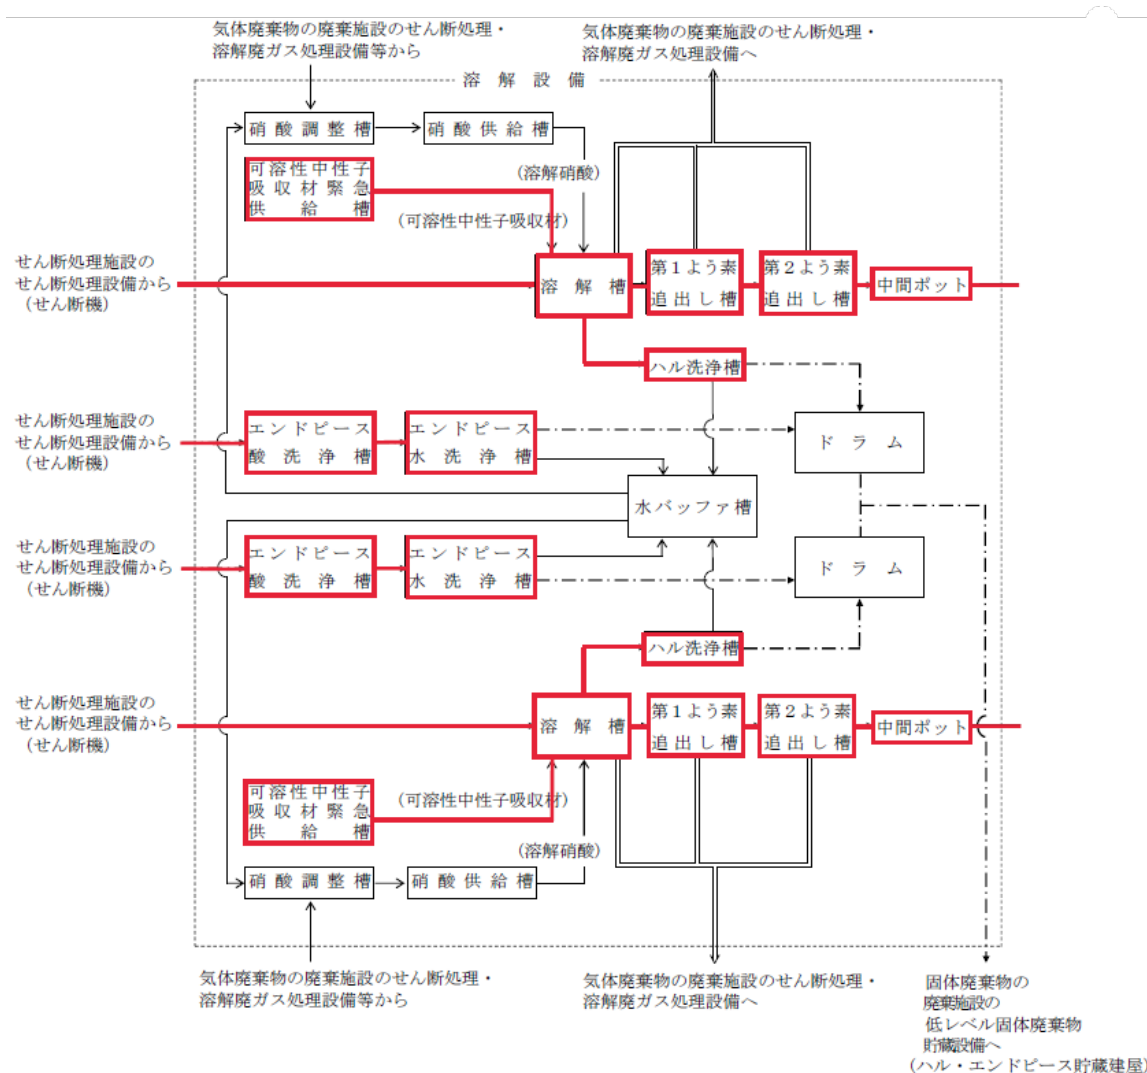 気体廃棄物の廃棄施設のせん断処理・
溶解廃ガス処理設備等から
気体廃棄物の廃棄施設のせん断処理・
溶解廃ガス処理設備へ
溶解設備
硝酸調整槽
硝酸供給槽
可溶性中性子
吸収材緊急
供給槽
(溶解硝酸)
(可溶性中性子吸収材)
せん断処理施設の
せん断処理設備から
(せん断機)
溶解槽
第1よう素
追出し槽
第2よう素
追出し槽
中間ポット
ハル洗浄槽
せん断処理施設の
せん断処理設備から
(せん断機)
エンドピース
酸洗浄槽
エンドピース
水洗浄槽
ドラム
水バッファ槽
せん断処理施設の
せん断処理設備から
(せん断機)
エンドピース
酸洗浄槽
エンドピース
水洗浄槽
ドラム
ハル洗浄槽
せん断処理施設の
せん断処理設備から
(せん断機)
溶解槽
第1よう素
追出し槽
第2よう素
追出し槽
中間ポット
可溶性中性子
吸収材緊急
供給槽
(可溶性中性子吸収材)
(溶解硝酸)
硝酸調整槽
硝酸供給槽
気体廃棄物の廃棄施設のせん断処理・
溶解廃ガス処理設備等から
気体廃棄物の廃棄施設のせん断処理・
溶解廃ガス処理設備へ
固体廃棄物の
廃棄施設の
低レベル固体廃棄物
貯蔵設備へ
(ハル・エンドピース貯蔵建屋)